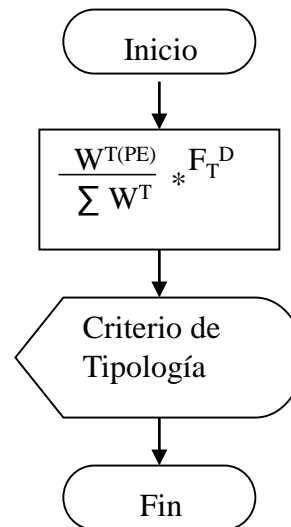 Inicio
W^T(PE)
∑ W^T * F_T^D
Criterio de
Tipología
Fin